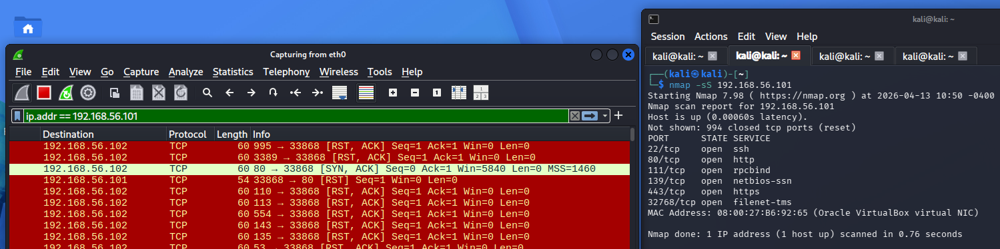 Capturing from eth0
File Edit View Go Capture Analyze Statistics Telephony Wireless Tools Help
ip.addr == 192.168.56.101
Destination Protocol Length Info
192.168.56.102 TCP 60 995 → 33868 [RST, ACK] Seq=1 Ack=1 Win=0 Len=0
192.168.56.102 TCP 60 3389 → 33868 [RST, ACK] Seq=1 Ack=1 Win=0 Len=0
192.168.56.102 TCP 60 80 → 33868 [SYN, ACK] Seq=0 Ack=1 Win=5840 Len=0 MSS=1460
192.168.56.101 TCP 54 33868 → 80 [RST] Seq=1 Win=0 Len=0
192.168.56.102 TCP 60 110 → 33868 [RST, ACK] Seq=1 Ack=1 Win=0 Len=0
192.168.56.102 TCP 60 113 → 33868 [RST, ACK] Seq=1 Ack=1 Win=0 Len=0
192.168.56.102 TCP 60 554 → 33868 [RST, ACK] Seq=1 Ack=1 Win=0 Len=0
192.168.56.102 TCP 60 143 → 33868 [RST, ACK] Seq=1 Ack=1 Win=0 Len=0
192.168.56.102 TCP 60 135 → 33868 [RST, ACK] Seq=1 Ack=1 Win=0 Len=0
192.168.56.102 TCP 60 53 → 33868 [RST, ACK] Seq=1 Ack=1 Win=0 Len=0
kali@kali: ~
Session Actions Edit View Help
kali@kali: ~ kali@kali: ~ kali@kali: ~ kali@kali: ~
┌──(kali㉿kali)-[~]
└─$ nmap -sS 192.168.56.101
Starting Nmap 7.98 ( https://nmap.org ) at 2026-04-13 10:50 -0400
Nmap scan report for 192.168.56.101
Host is up (0.00060s latency).
Not shown: 994 closed tcp ports (reset)
PORT STATE SERVICE
22/tcp open ssh
80/tcp open http
111/tcp open rpcbind
139/tcp open netbios-ssn
443/tcp open https
32768/tcp open filenet-tms
MAC Address: 08:00:27:B6:92:65 (Oracle VirtualBox virtual NIC)
Nmap done: 1 IP address (1 host up) scanned in 0.76 seconds